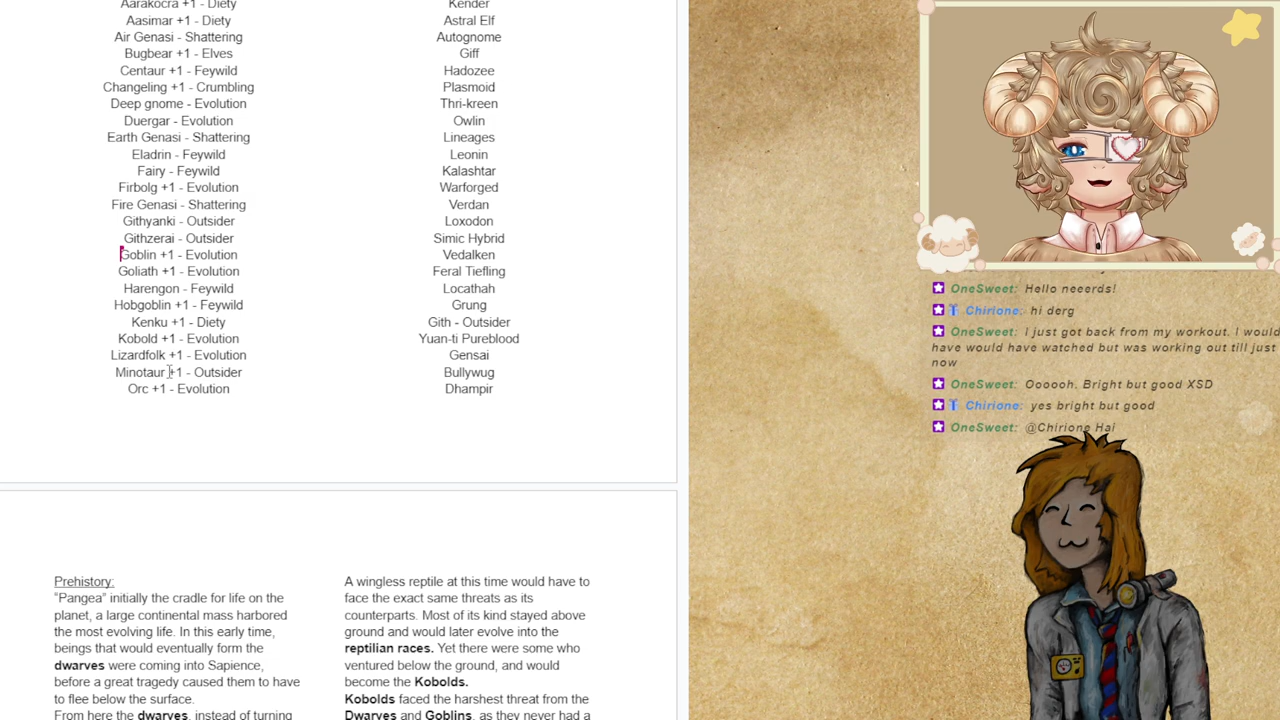 Aarakocra +1 - Diety
Aasimar +1 - Diety
Air Genasi - Shattering
Bugbear +1 - Elves
Centaur +1 - Feywild
Changeling +1 - Crumbling
Deep gnome - Evolution
Duergar - Evolution
Earth Genasi - Shattering
Eladrin - Feywild
Fairy - Feywild
Firbolg +1 - Evolution
Fire Genasi - Shattering
Githyanki - Outsider
Githzerai - Outsider
Goblin +1 - Evolution
Goliath +1 - Evolution
Harengon - Feywild
Hobgoblin +1 - Feywild
Kenku +1 - Diety
Kobold +1 - Evolution
Lizardfolk +1 - Evolution
Minotaur +1 - Outsider
Orc +1 - Evolution
Kender
Astral Elf
Autognome
Giff
Hadozee
Plasmoid
Thri-kreen
Owlin
Lineages
Leonin
Kalashtar
Warforged
Verdan
Loxodon
Simic Hybrid
Vedalken
Feral Tiefling
Locathah
Grung
Gith - Outsider
Yuan-ti Pureblood
Gensai
Bullywug
Dhampir
Prehistory:
"Pangea" initially the cradle for life on the
planet, a large continental mass harbored
the most evolving life. In this early time,
beings that would eventually form the
dwarves were coming into Sapience,
before a great tragedy caused them to have
to flee below the surface.
From here the dwarves, instead of turning
A wingless reptile at this time would have to
face the exact same threats as its
counterparts. Most of its kind stayed above
ground and would later evolve into the
reptilian races. Yet there were some who
ventured below the ground, and would
become the Kobolds.
Kobolds faced the harshest threat from the
Dwarves and Goblins, as they never had a
OneSweet: Hello neeerds!
Chirione: hi derg
OneSweet: I just got back from my workout. I would
have would have watched but was working out till just
now
OneSweet: Oooooh. Bright but good XSD
Chirione: yes bright but good
OneSweet: @Chirione Hai